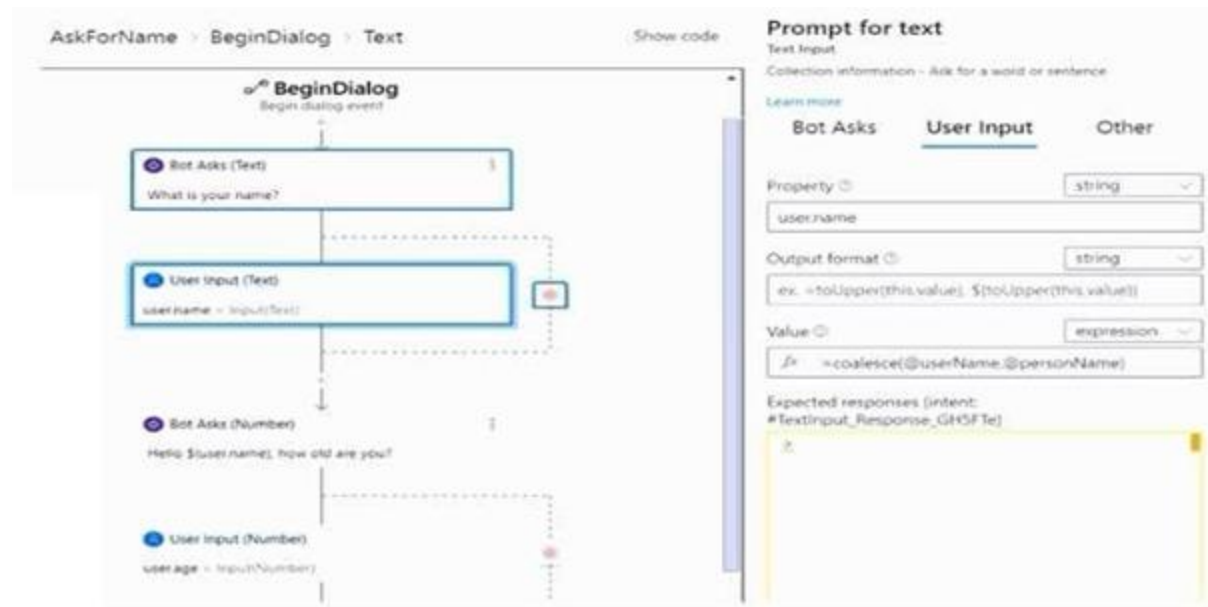 AskForName > BeginDialog > Text
Show code
BeginDialog
Begin dialog event
Bot Asks (Text)
What is your name?
User Input (Text)
user.name = Input(Text)
Bot Asks (Number)
Hello ${user.name}, how old are you?
User Input (Number)
user.age = Input(Number)
Prompt for text
Text Input
Collection information - Ask for a word or sentence
Learn more
Bot Asks User Input Other
Property string
user.name
Output format string
ex. =toUpper(this.value), ${toUpper(this.value)}
Value expression
fx =coalesce(@userName,@personName)
Expected responses (intent:
#TextInput_Response_GH5FTe)